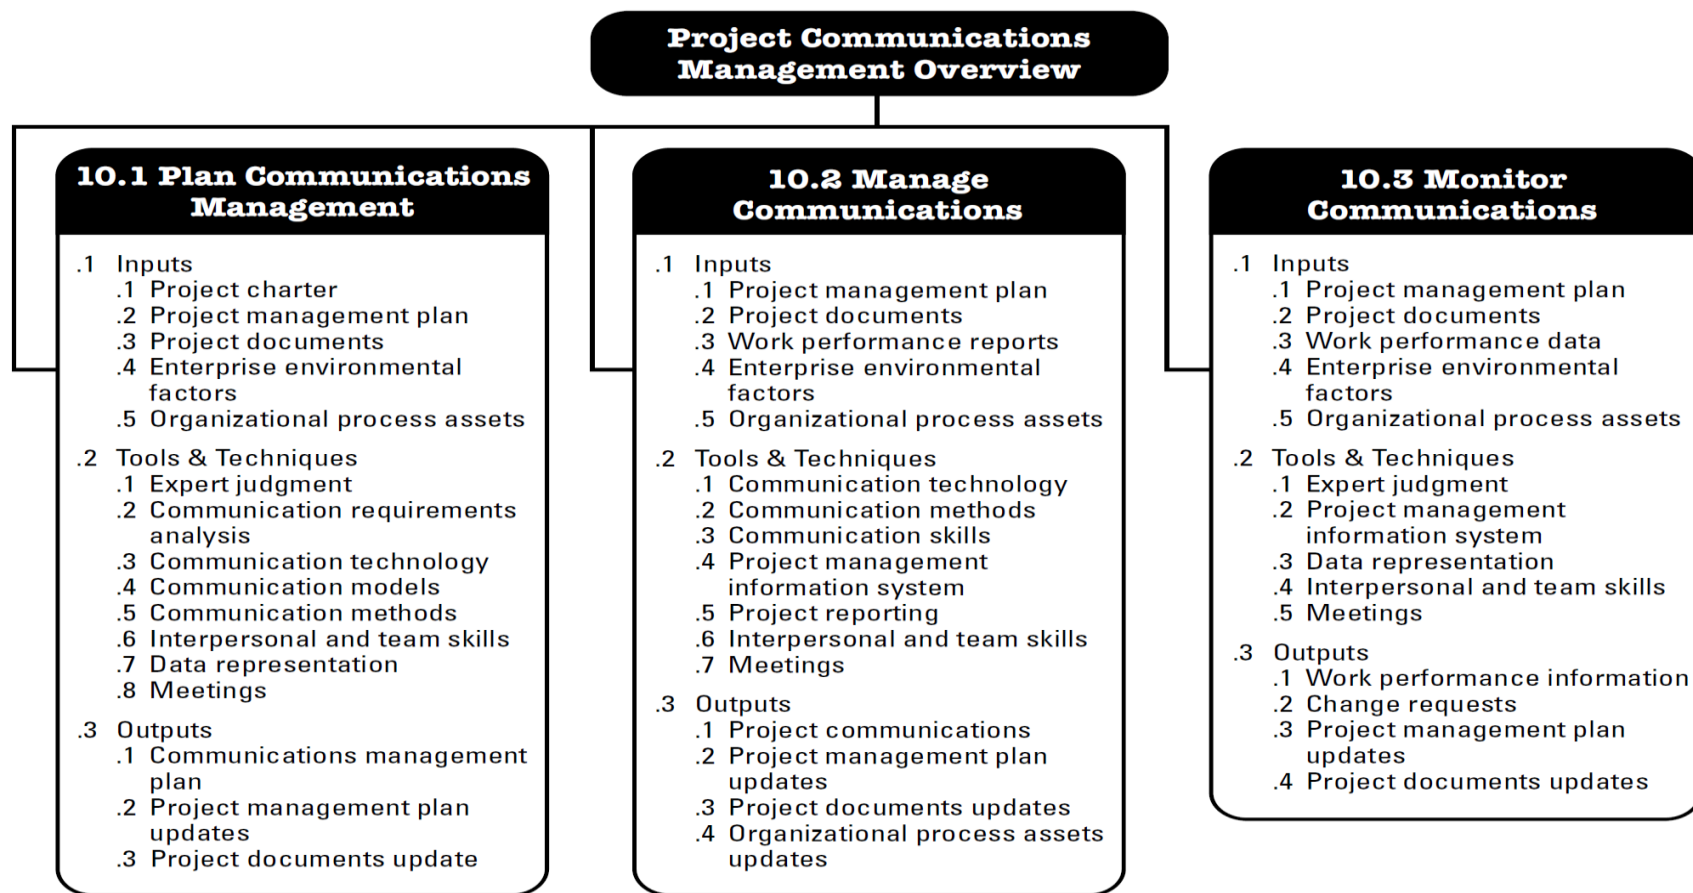 Project Communications
Management Overview
10.1 Plan Communications
Management
.1 Inputs
.1 Project charter
.2 Project management plan
.3 Project documents
.4 Enterprise environmental
factors
.5 Organizational process assets
.2 Tools & Techniques
.1 Expert judgment
.2 Communication requirements
analysis
.3 Communication technology
.4 Communication models
.5 Communication methods
.6 Interpersonal and team skills
.7 Data representation
.8 Meetings
.3 Outputs
.1 Communications management
plan
.2 Project management plan
updates
.3 Project documents update
10.2 Manage
Communications
.1 Inputs
.1 Project management plan
.2 Project documents
.3 Work performance reports
.4 Enterprise environmental
factors
.5 Organizational process assets
.2 Tools & Techniques
.1 Communication technology
.2 Communication methods
.3 Communication skills
.4 Project management
information system
.5 Project reporting
.6 Interpersonal and team skills
.7 Meetings
.3 Outputs
.1 Project communications
.2 Project management plan
updates
.3 Project documents updates
.4 Organizational process assets
updates
10.3 Monitor
Communications
.1 Inputs
.1 Project management plan
.2 Project documents
.3 Work performance data
.4 Enterprise environmental
factors
.5 Organizational process assets
.2 Tools & Techniques
.1 Expert judgment
.2 Project management
information system
.3 Data representation
.4 Interpersonal and team skills
.5 Meetings
.3 Outputs
.1 Work performance information
.2 Change requests
.3 Project management plan
updates
.4 Project documents updates